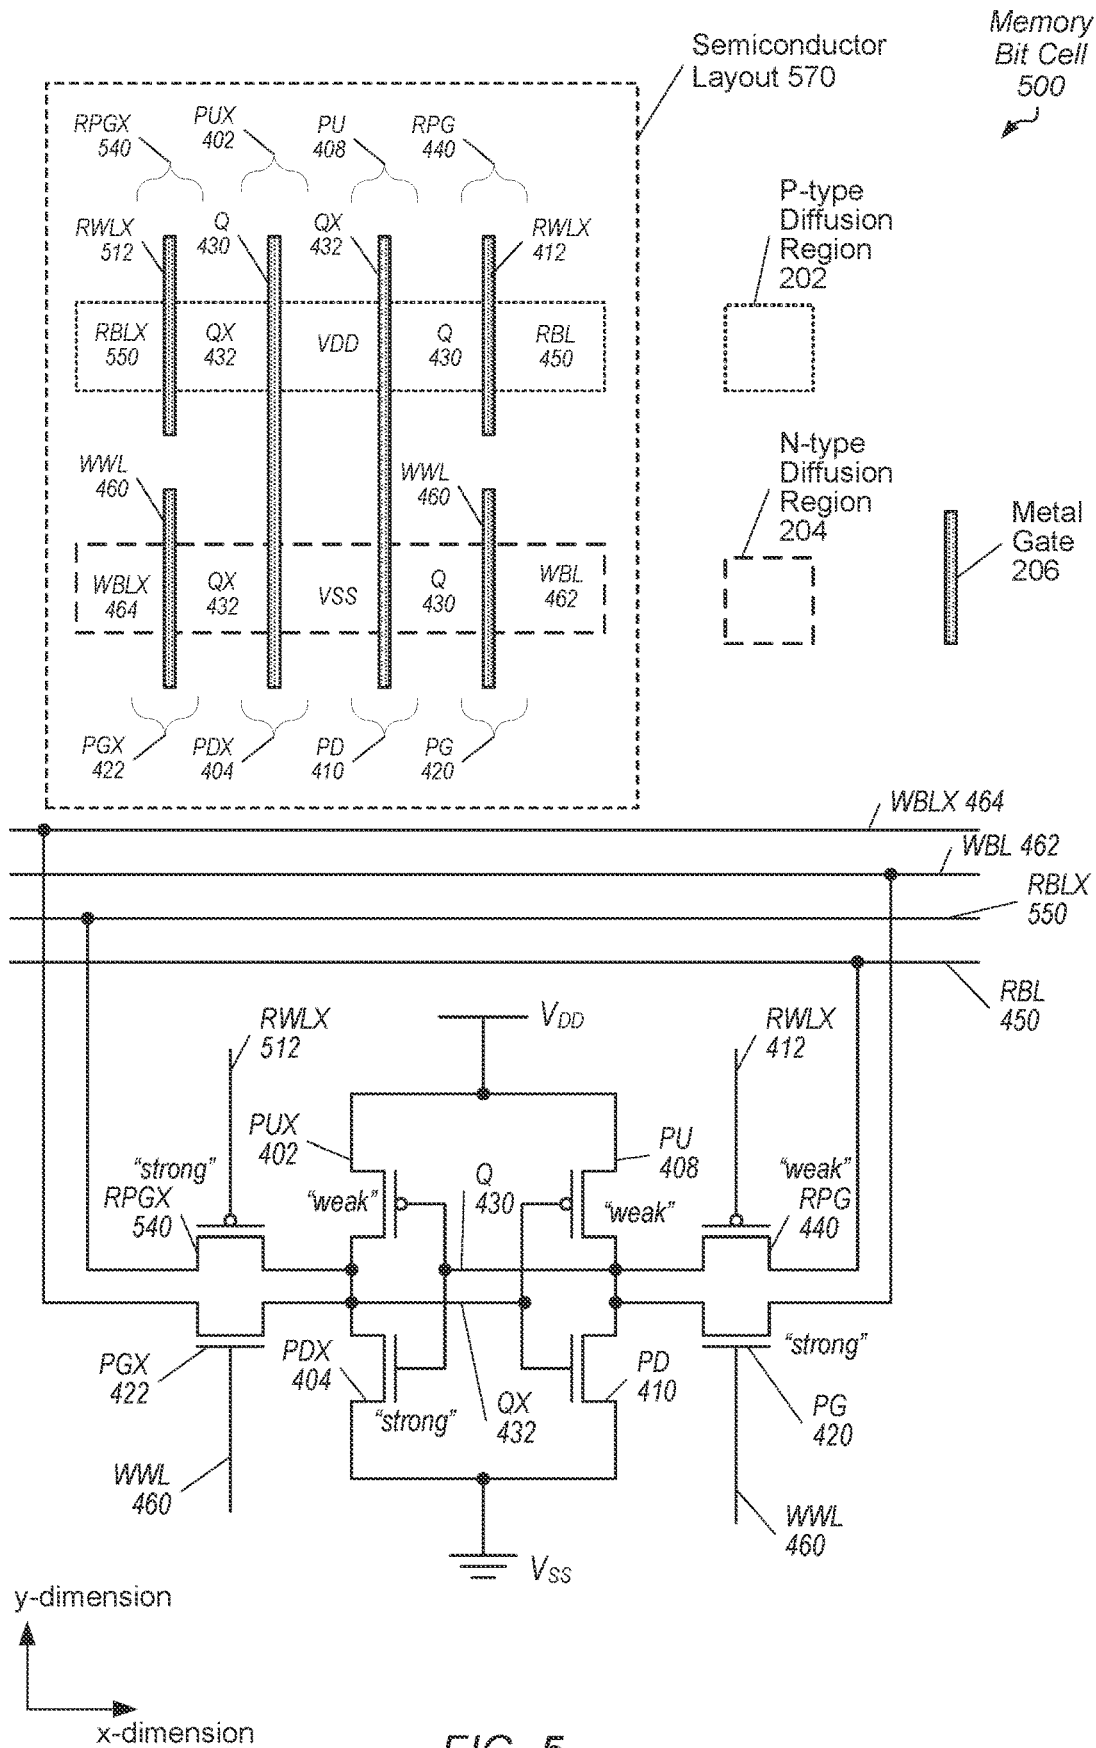 Memory
Bit Cell
500
Semiconductor
Layout 570
RPGX
540
PUX
402
PU
408
RPG
440
RWLX
512
Q
430
QX
432
RWLX
412
RBLX
550
QX
432
VDD
Q
430
RBL
450
P-type
Diffusion
Region
202
WWL
460
WWL
460
N-type
Diffusion
Region
204
Metal
Gate
206
WBLX
464
QX
432
VSS
Q
430
WBL
462
PGX
422
PDX
404
PD
410
PG
420
WBLX 464
WBL 462
RBLX
550
RBL
450
RWLX
512
VDD
RWLX
412
PUX
402
PU
408
"strong"
RPGX
540
"weak"
Q
430
"weak"
"weak"
RPG
440
PGX
422
PDX
404
"strong"
QX
432
PD
410
"strong"
PG
420
WWL
460
WWL
460
VSS
y-dimension
x-dimension
FIG. 5